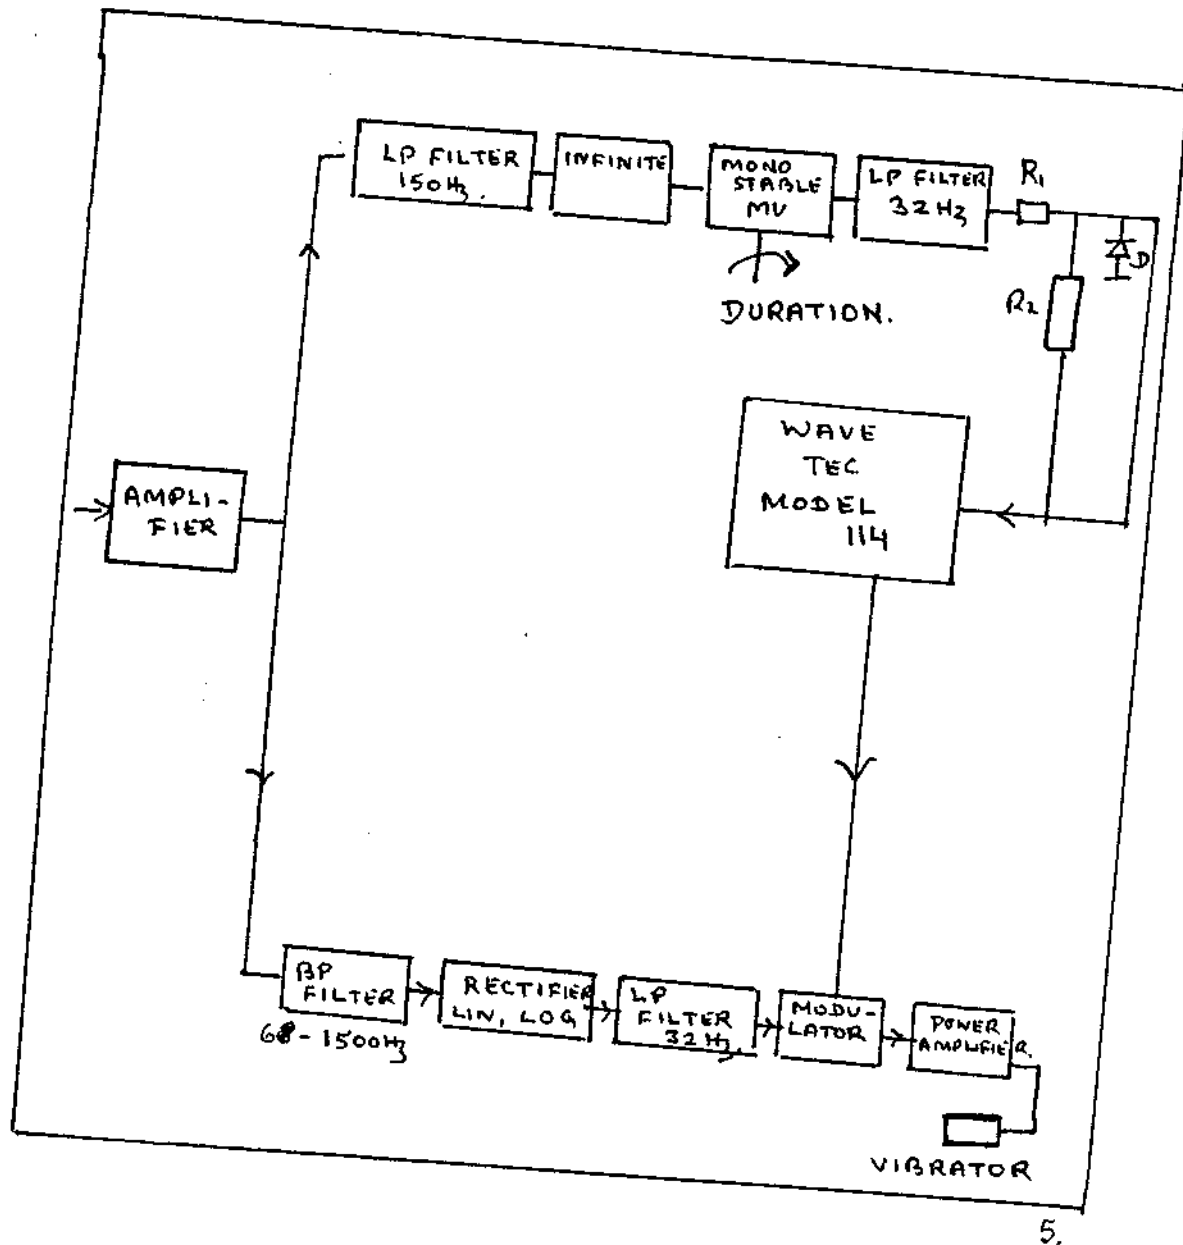 LP FILTER
150Hz.
INFINITE
MONO
STABLE
MV
LP FILTER
32Hz
R1
D
R2
DURATION.
WAVE
TEC
MODEL
114
AMPLI-
FIER
BP
FILTER
68-1500Hz
RECTIFIER
LIN, LOG
LP
FILTER
32Hz
MODU-
LATOR
POWER
AMPLIFIER.
VIBRATOR
5.